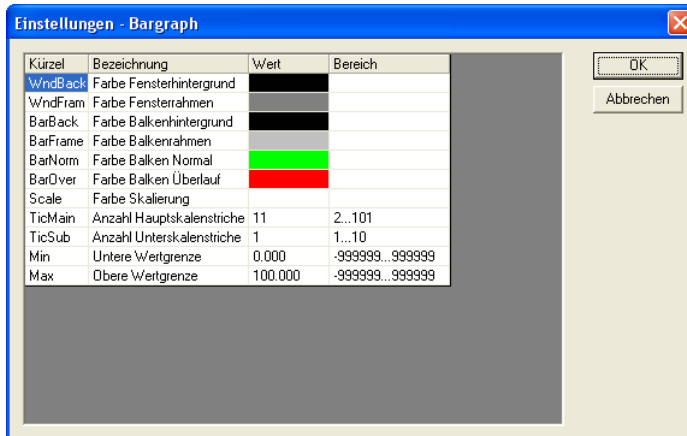 Einstellungen - Bargraph
Kürzel Bezeichnung Wert Bereich
WndBack Farbe Fensterhintergrund
WndFram Farbe Fensterrahmen
BarBack Farbe Balkenhintergrund
BarFrame Farbe Balkenrahmen
BarNorm Farbe Balken Normal
BarOver Farbe Balken Überlauf
Scale Farbe Skalierung
TicMain Anzahl Hauptskalenstriche 11 2...101
TicSub Anzahl Unterskalenstriche 1 1...10
Min Untere Wertgrenze 0.000 -999999...999999
Max Obere Wertgrenze 100.000 -999999...999999
OK
Abbrechen